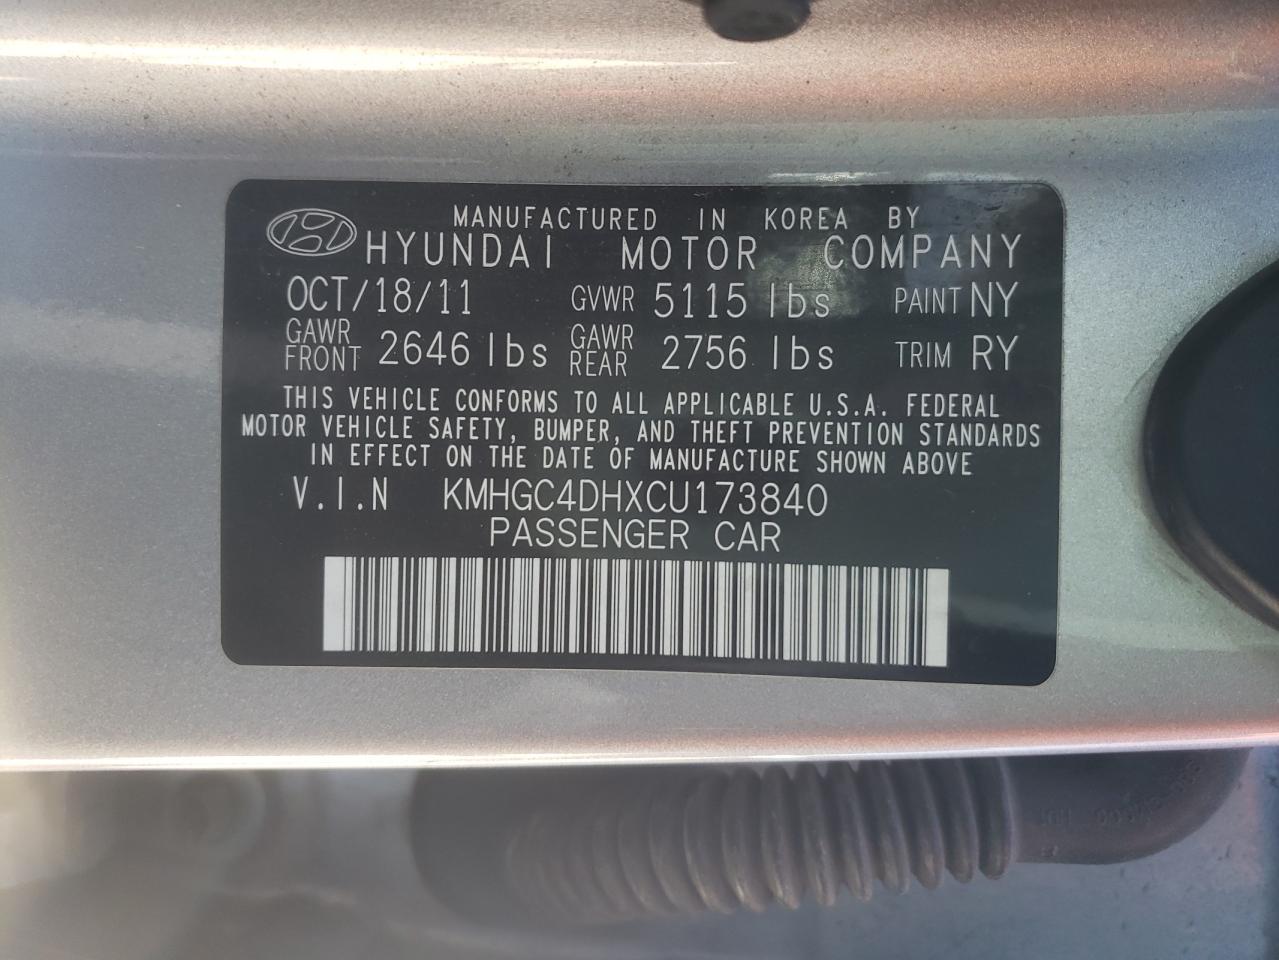 MANUFACTURED IN KOREA BY
HYUNDAI MOTOR COMPANY
OCT/18/11 GVWR 5115 lbs PAINT NY
GAWR FRONT 2646 lbs GAWR REAR 2756 lbs TRIM RY
THIS VEHICLE CONFORMS TO ALL APPLICABLE U.S.A. FEDERAL
MOTOR VEHICLE SAFETY, BUMPER, AND THEFT PREVENTION STANDARDS
IN EFFECT ON THE DATE OF MANUFACTURE SHOWN ABOVE
V.I.N KMHGC4DHXCU173840
PASSENGER CAR